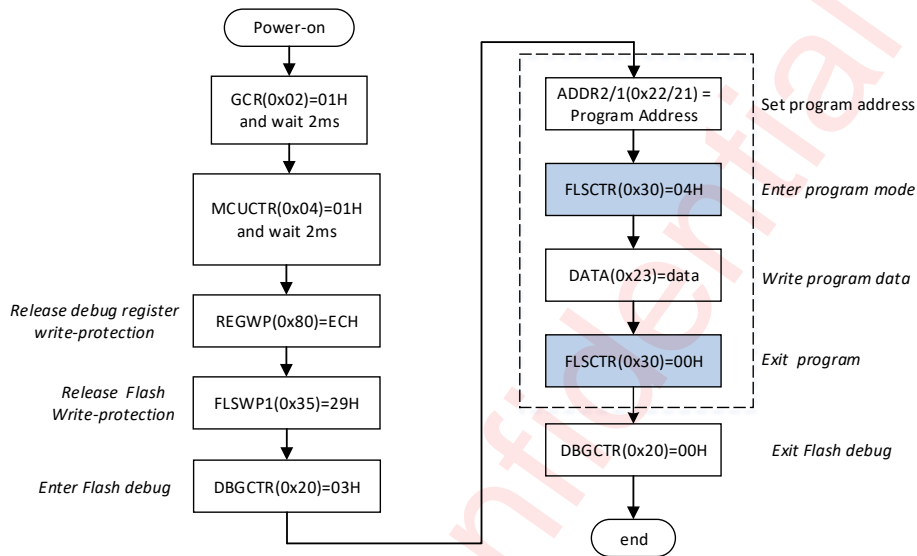 Power-on
GCR(0x02)=01H
and wait 2ms
MCUCTR(0x04)=01H
and wait 2ms
Release debug register
write-protection
REGWP(0x80)=ECH
Release Flash
Write-protection
FLSWP1(0x35)=29H
Enter Flash debug
DBGCTR(0x20)=03H
ADDR2/1(0x22/21) =
Program Address
Set program address
FLSCTR(0x30)=04H
Enter program mode
DATA(0x23)=data
Write program data
FLSCTR(0x30)=00H
Exit program
DBGCTR(0x20)=00H
Exit Flash debug
end
nfidential